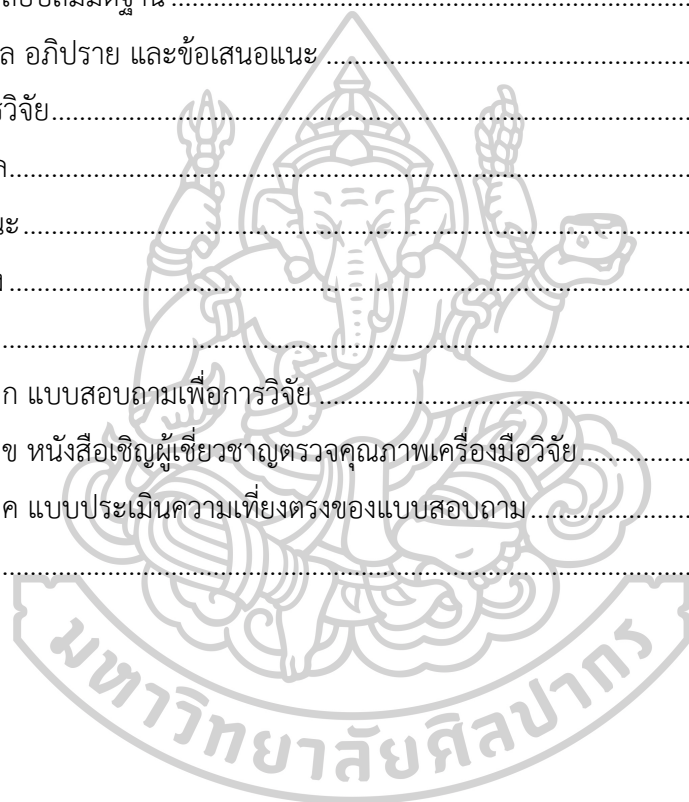 ล อภิปราย และข้อเสนอแนะ ...............................................
รวิจัย...............................................
ล...............................................
นะ...............................................
...............................................
...............................................
ก แบบสอบถามเพื่อการวิจัย ...............................................
ข หนังสือเชิญผู้เชี่ยวชาญตรวจคุณภาพเครื่องมือวิจัย...............................................
ค แบบประเมินความเที่ยงตรงของแบบสอบถาม...............................................
...............................................
มหาวิทยาลัยศิลปากร